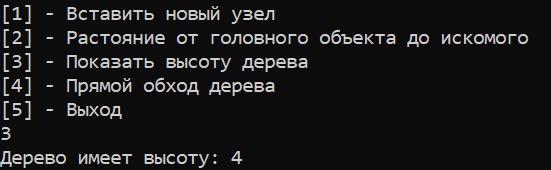 [1] - Вставить новый узел
[2] - Растояние от головного объекта до искомого
[3] - Показать высоту дерева
[4] - Прямой обход дерева
[5] - Выход
3
Дерево имеет высоту: 4